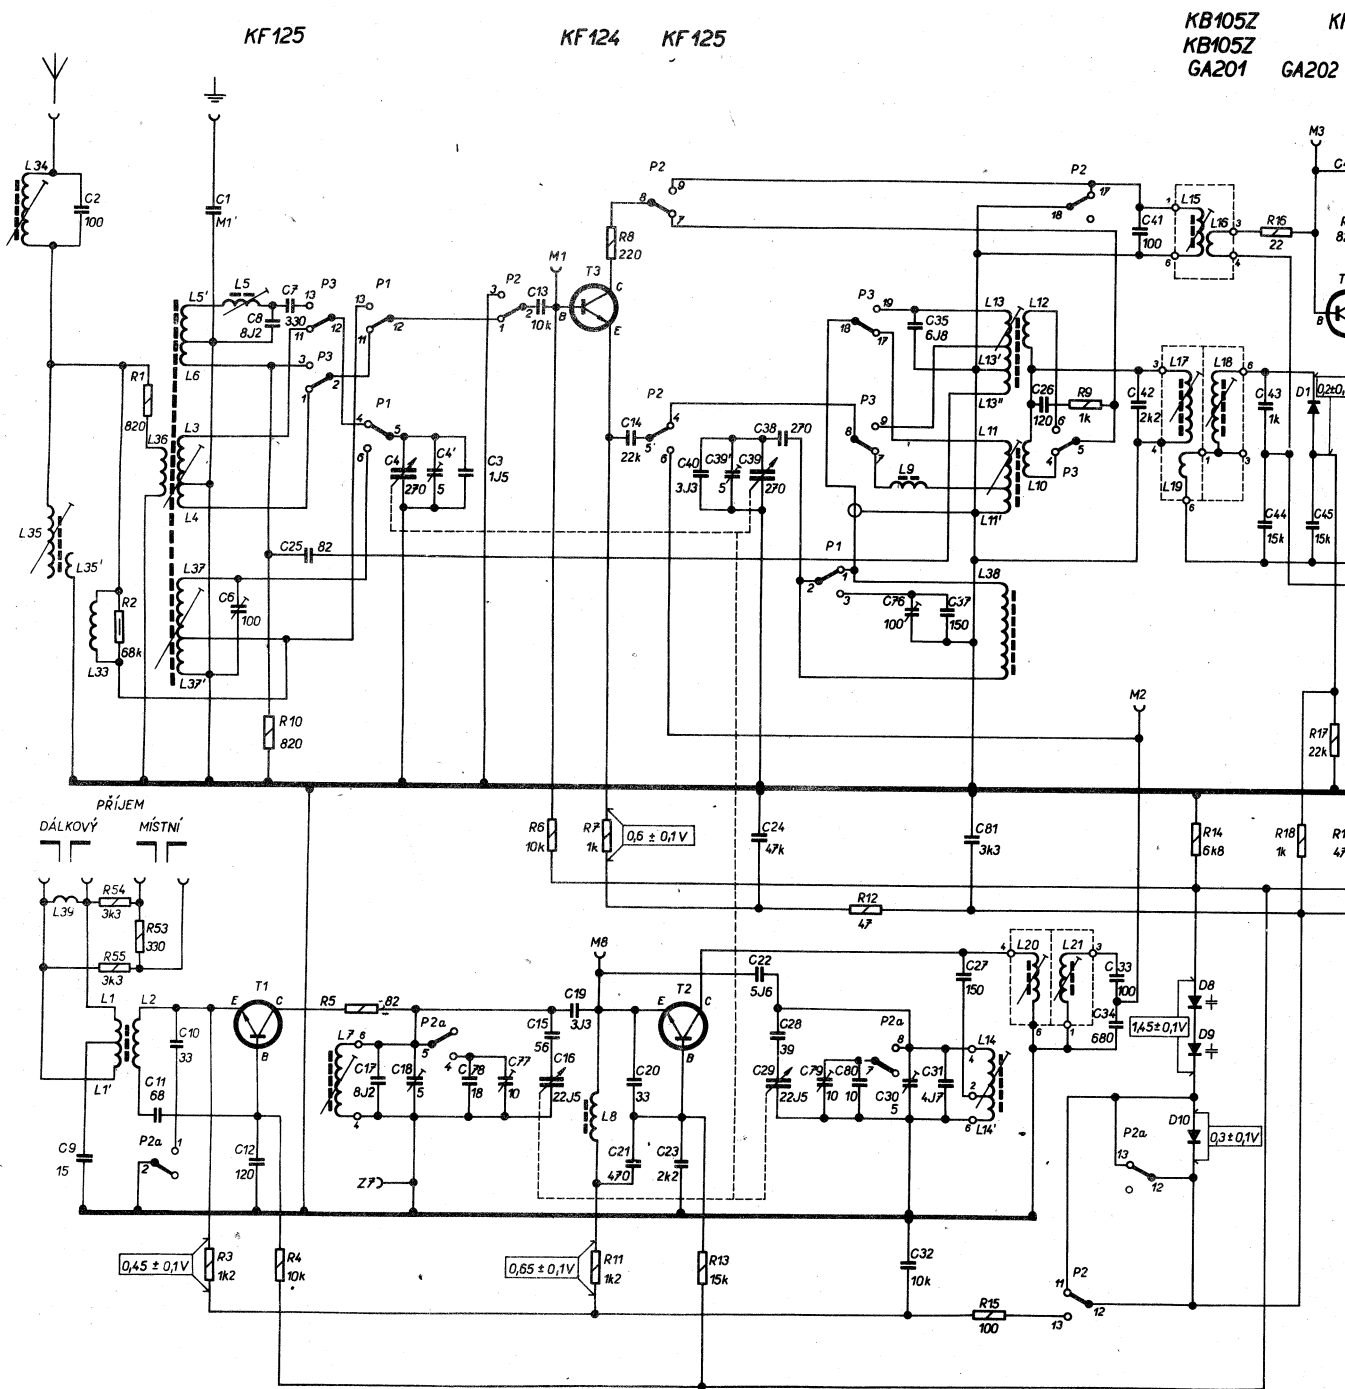 KF125
KF124
KF125
KB105Z
KB105Z
GA201
GA202
M3
L34
C2
100
C1
M1
P2
9
8
7
P2
17
18
C41
100
1
L15
L16
3
6
4
R16
22
R8
220
M1
T3
C
B
E
L5'
L5
C7
330
C8
8J2
13
P3
11
12
P1
13
11
12
3
P2
1
2
C13
10k
L6
3
P3
1
2
P3
19
18
17
C35
6J8
L13
L12
L13'
L13"
C26
120
R9
1k
6
C42
2k2
3
L17
L18
6
4
1
3
L19
6
C43
1k
D1
C44
15k
C45
15k
R1
820
L36
L3
L4
4
P1
5
6
C4
270
C4'
5
C3
1J5
C14
22k
P2
4
5
6
C40
3J3
C39'
5
C39
270
C38
270
P3
9
8
7
L11
L9
L11'
L10
4
5
P3
L35
L35'
C25
82
L37
C6
100
L37'
R2
68k
L33
R10
820
P1
1
2
3
C76
100
C37
150
L38
M2
R17
22k
PŘÍJEM
DÁLKOVÝ
MÍSTNÍ
R6
10k
R7
1k
0,6 ± 0,1V
C24
47k
C81
3k3
R14
6k8
R18
1k
R12
47
L39
R54
3k3
R53
330
R55
3k3
L1
L2
L1'
C10
33
C11
68
T1
E
C
B
R5
82
M8
C19
3J3
T2
E
C
B
C22
5J6
C27
150
4
L20
L21
3
6
1
C33
100
C34
680
D8
1,45 ± 0,1V
D9
L7
6
4
C17
8J2
C18
5
P2a
5
4
C78
18
C77
10
C15
56
C16
22J5
L8
C20
33
C21
470
C23
2k2
C28
39
C29
22J5
C79
10
C80
10
P2a
8
7
C30
5
C31
4J7
L14
4
2
6
L14'
C9
15
P2a
1
2
C12
120
Z7
D10
0,3 ± 0,1V
P2a
13
12
0,45 ± 0,1V
R3
1k2
R4
10k
0,65 ± 0,1V
R11
1k2
R13
15k
C32
10k
R15
100
P2
11
12
13